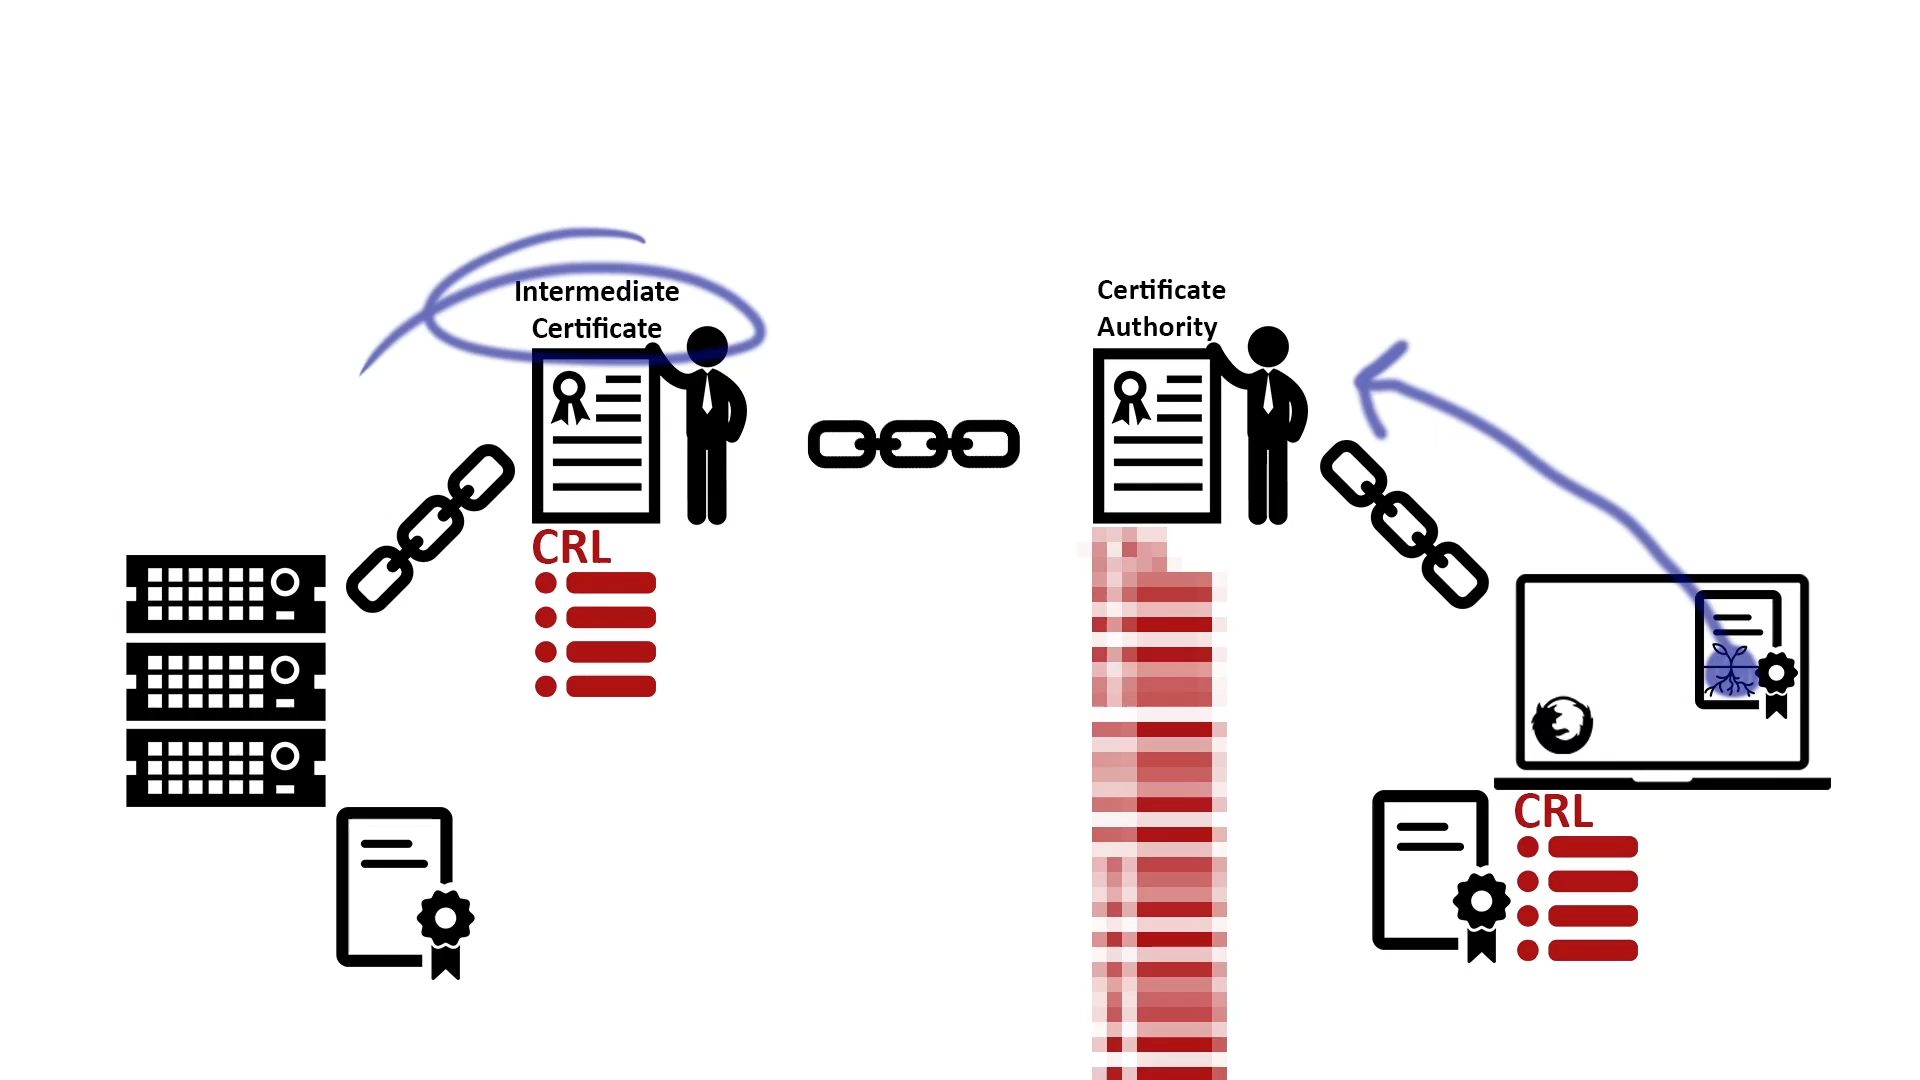 Intermediate
Certificate
Certificate
Authority
CRL
CRL